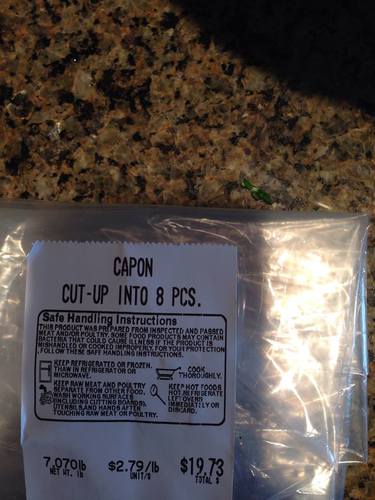 CAPON
CUT-UP INTO 8 PCS.
Safe Handling Instructions
THIS PRODUCT WAS PREPARED FROM INSPECTED AND PASSED
MEAT AND/OR POULTRY. SOME FOOD PRODUCTS MAY CONTAIN
BACTERIA THAT COULD CAUSE ILLNESS IF THE PRODUCT IS
MISHANDLED OR COOKED IMPROPERLY. FOR YOUR PROTECTION
, FOLLOW THESE SAFE HANDLING INSTRUCTIONS.
KEEP REFRIGERATED OR FROZEN.
THAW IN REFRIGERATOR OR
MICROWAVE.
COOK
THOROUGHLY.
KEEP RAW MEAT AND POULTRY
SEPARATE FROM OTHER FOOD.
WASH WORKING SURFACES
(INCLUDING CUTTING BOARDS),
UTENSILS, AND HANDS AFTER
TOUCHING RAW MEAT OR POULTRY.
KEEP HOT FOODS
HOT. REFRIGERATE
LEFTOVERS
IMMEDIATELY OR
DISCARD.
7.070lb $2.79/lb $19.73
NET WT. lb UNIT/$ TOTAL $